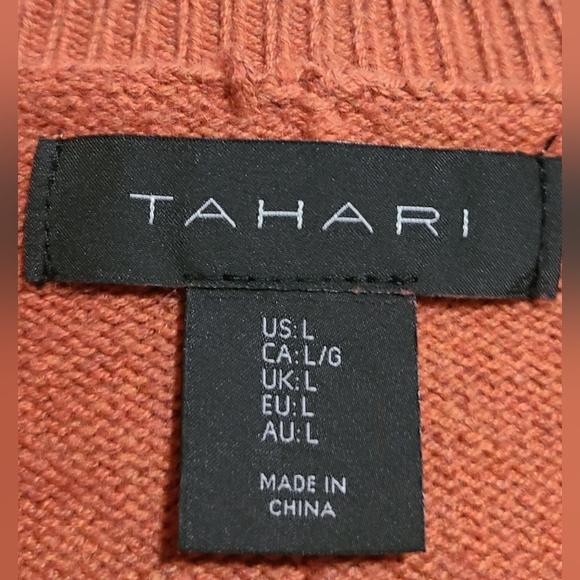 TAHARI
US: L
CA: L/G
UK: L
EU: L
AU: L
MADE IN
CHINA